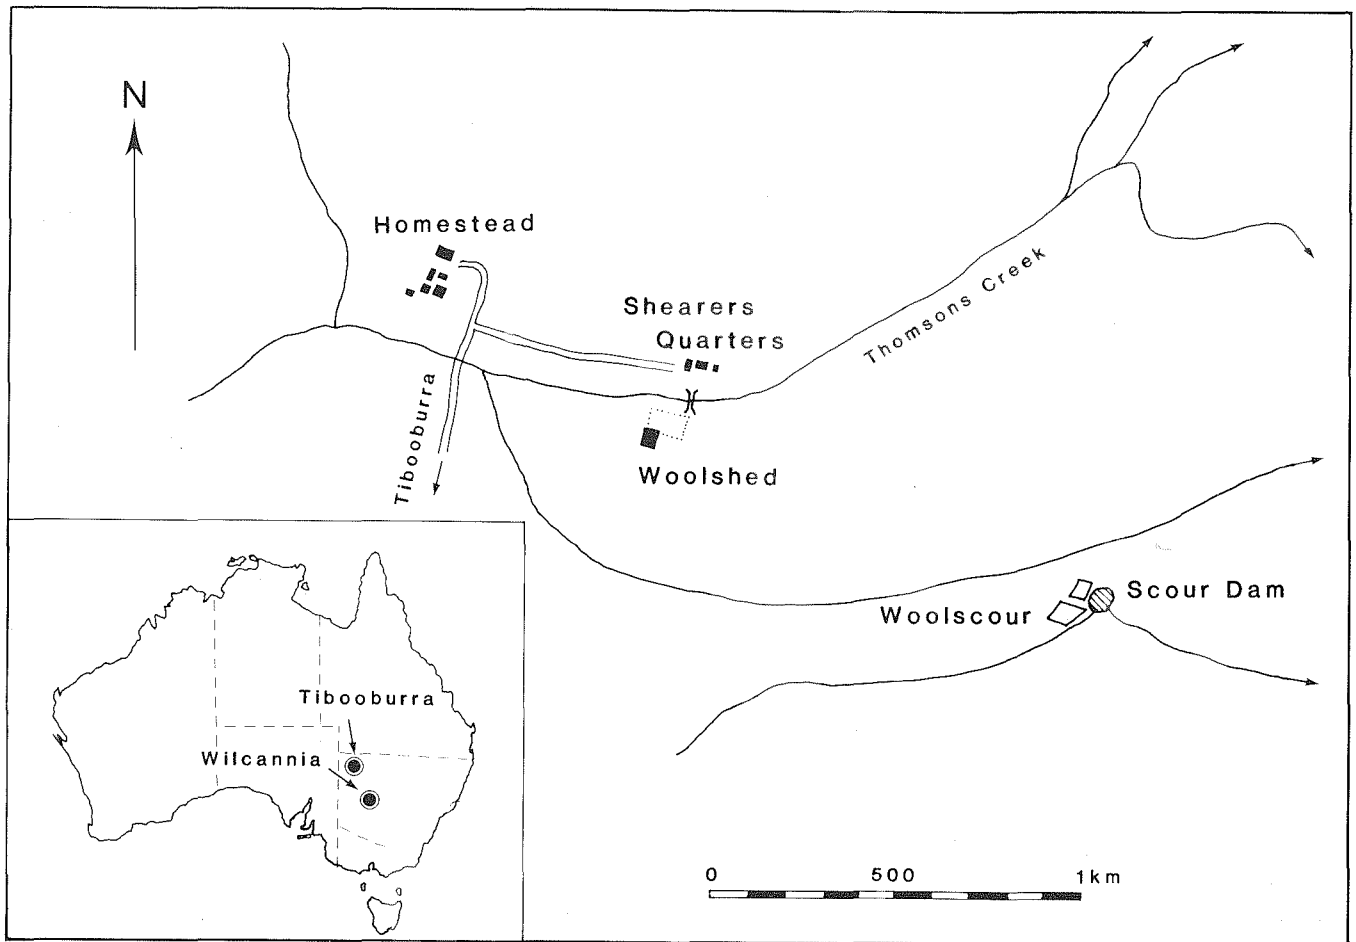 N
Homestead
Shearers
Quarters
Thomsons Creek
Tibooburra
Woolshed
Scour Dam
Woolscour
Tibooburra
Wilcannia
0 500 1km